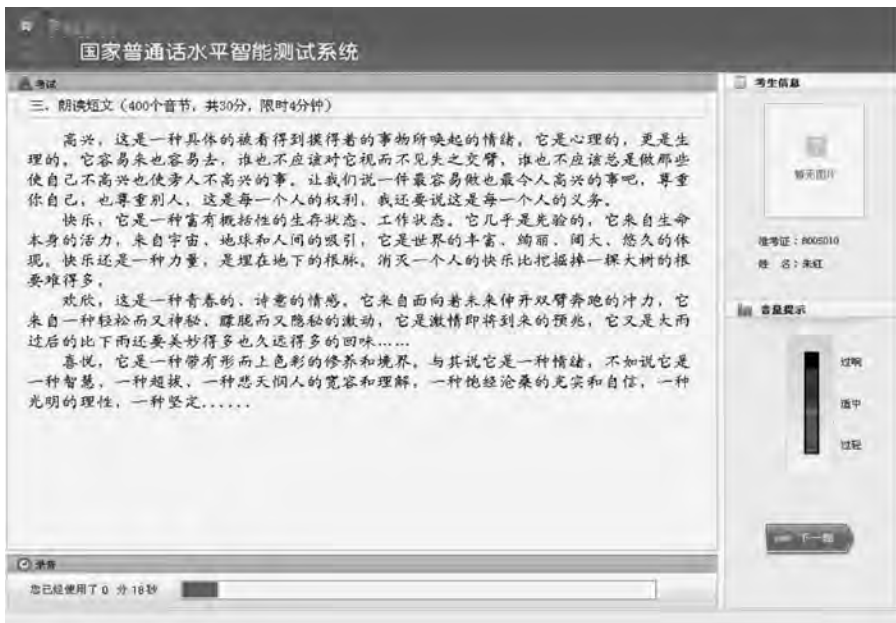 国家普通话水平智能测试系统
考试
三、朗读短文（400个音节，共30分，限时4分钟）
高兴，这是一种具体的被看得到摸得着的事物所唤起的情绪。它是心理的，更是生
理的。它容易来也容易去，谁也不应该对它视而不见失之交臂，谁也不应该总是做那些
使自己不高兴也使旁人不高兴的事。让我们说一件最容易做也最令人高兴的事吧，尊重
你自己，也尊重别人，这是每一个人的权利，我还要说这是每一个人的义务。
快乐，它是一种富有概括性的生存状态、工作状态。它几乎是先验的，它来自生命
本身的活力，来自宇宙、地球和人间的吸引，它是世界的丰富、绚丽、阔大、悠久的体
现。快乐还是一种力量，是埋在地下的根脉。消灭一个人的快乐比挖掘掉一棵大树的根
要难得多。
欢欣，这是一种青春的、诗意的情感。它来自面向着未来伸开双臂奔跑的冲力，它
来自一种轻松而又神秘、朦胧而又隐秘的激动，它是激情即将到来的预兆，它又是大雨
过后的比下雨还要美妙得多也久远得多的回味……
喜悦，它是一种带有形而上色彩的修养和境界。与其说它是一种情绪，不如说它是
一种智慧、一种超拔、一种悲天悯人的宽容和理解，一种饱经沧桑的充实和自信，一种
光明的理性，一种坚定......
录音
您已经使用了 0 分 18 秒
考生信息
暂无图片
准考证：8005010
姓 名：朱红
音量提示
过响
适中
过轻
下一题